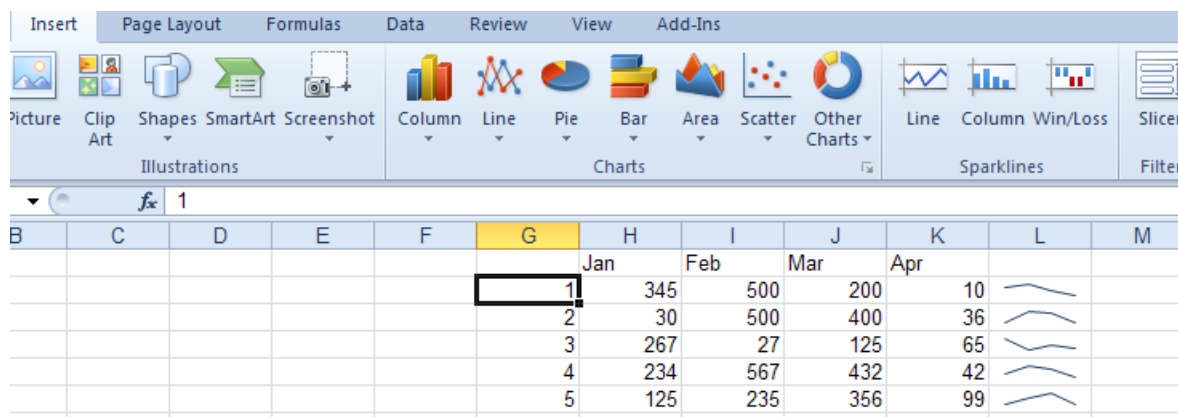 Insert Page Layout Formulas Data Review View Add-Ins
Picture Clip Art Shapes SmartArt Screenshot Column Line Pie Bar Area Scatter Other Charts Line Column Win/Loss Slicer
Illustrations Charts Sparklines Filter
fx 1
B C D E F G H I J K L M
Jan Feb Mar Apr
1 345 500 200 10
2 30 500 400 36
3 267 27 125 65
4 234 567 432 42
5 125 235 356 99